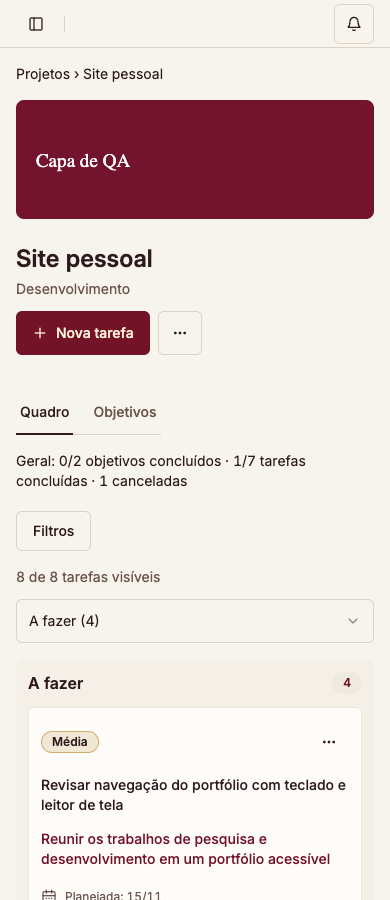 Projetos › Site pessoal
Capa de QA
Site pessoal
Desenvolvimento
+ Nova tarefa
Quadro Objetivos
Geral: 0/2 objetivos concluídos · 1/7 tarefas
concluídas · 1 canceladas
Filtros
8 de 8 tarefas visíveis
A fazer (4)
A fazer 4
Média
Revisar navegação do portfólio com teclado e
leitor de tela
Reunir os trabalhos de pesquisa e
desenvolvimento em um portfólio acessível
Planejada: 15/11